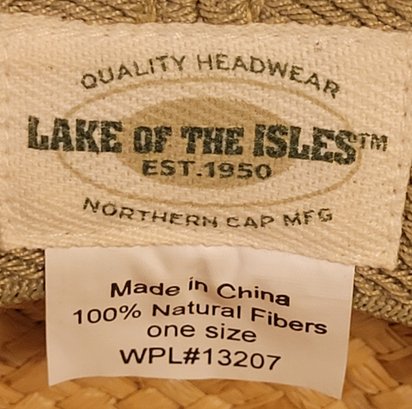 QUALITY HEADWEAR
LAKE OF THE ISLES™
EST.1950
NORTHERN CAP MFG
Made in China
100% Natural Fibers
one size
WPL#13207